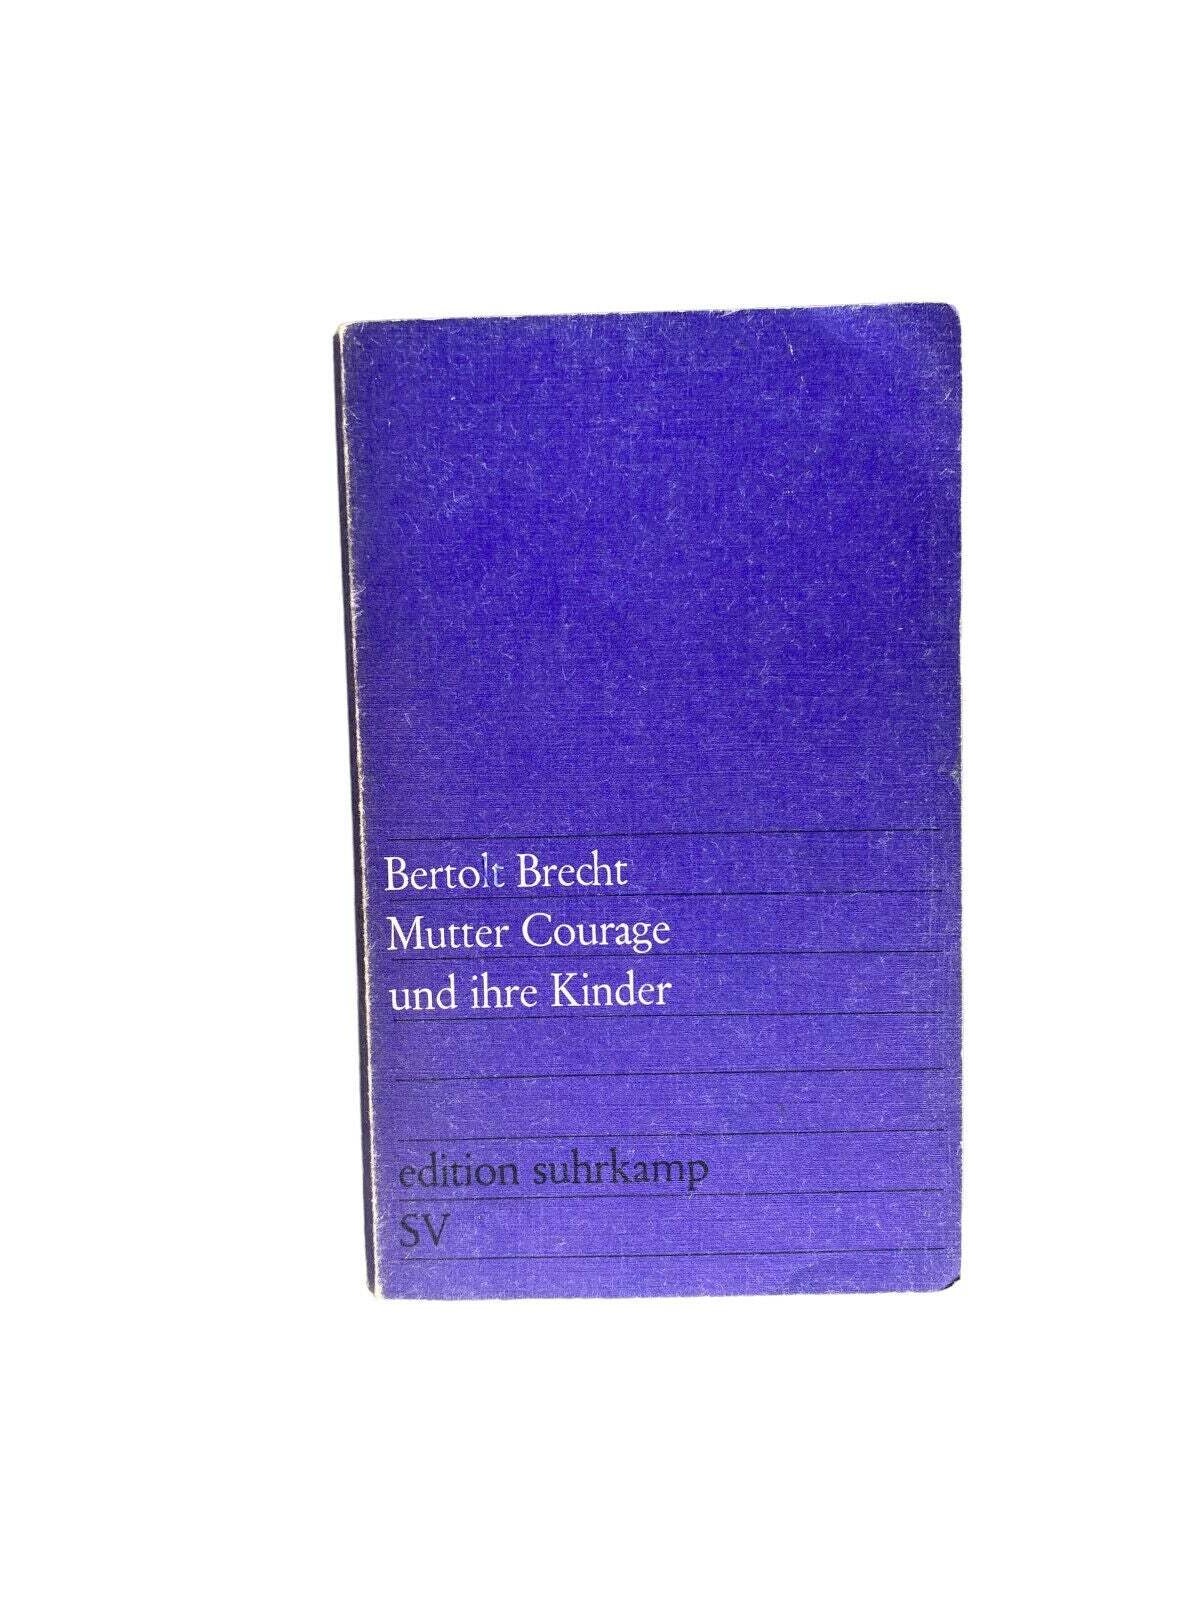 Bertolt Brecht
Mutter Courage
und ihre Kinder
edition suhrkamp
SV